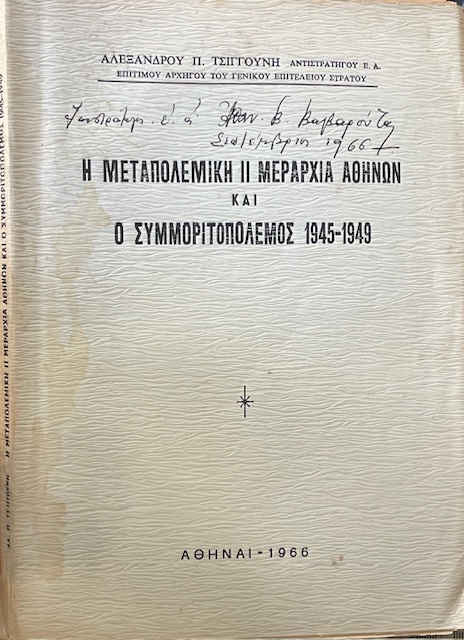 ΑΛΕΞΑΝΔΡΟΥ Π. ΤΣΙΓΓΟΥΝΗ ΑΝΤΙΣΤΡΑΤΗΓΟΥ Ε. Α.
ΕΠΙΤΙΜΟΥ ΑΡΧΗΓΟΥ ΤΟΥ ΓΕΝΙΚΟΥ ΕΠΙΤΕΛΕΙΟΥ ΣΤΡΑΤΟΥ
ε. α.
Σεπτέμβριος 1966
Η ΜΕΤΑΠΟΛΕΜΙΚΗ ΙΙ ΜΕΡΑΡΧΙΑ ΑΘΗΝΩΝ
ΚΑΙ
Ο ΣΥΜΜΟΡΙΤΟΠΟΛΕΜΟΣ 1945-1949
ΑΘΗΝΑΙ - 1966
ΑΛ. Π. ΤΣΙΓΓΟΥΝΗ Η ΜΕΤΑΠΟΛΕΜΙΚΗ ΙΙ ΜΕΡΑΡΧΙΑ ΑΘΗΝΩΝ ΚΑΙ Ο ΣΥΜΜΟΡΙΤΟΠΟΛΕΜΟΣ 1945-1949